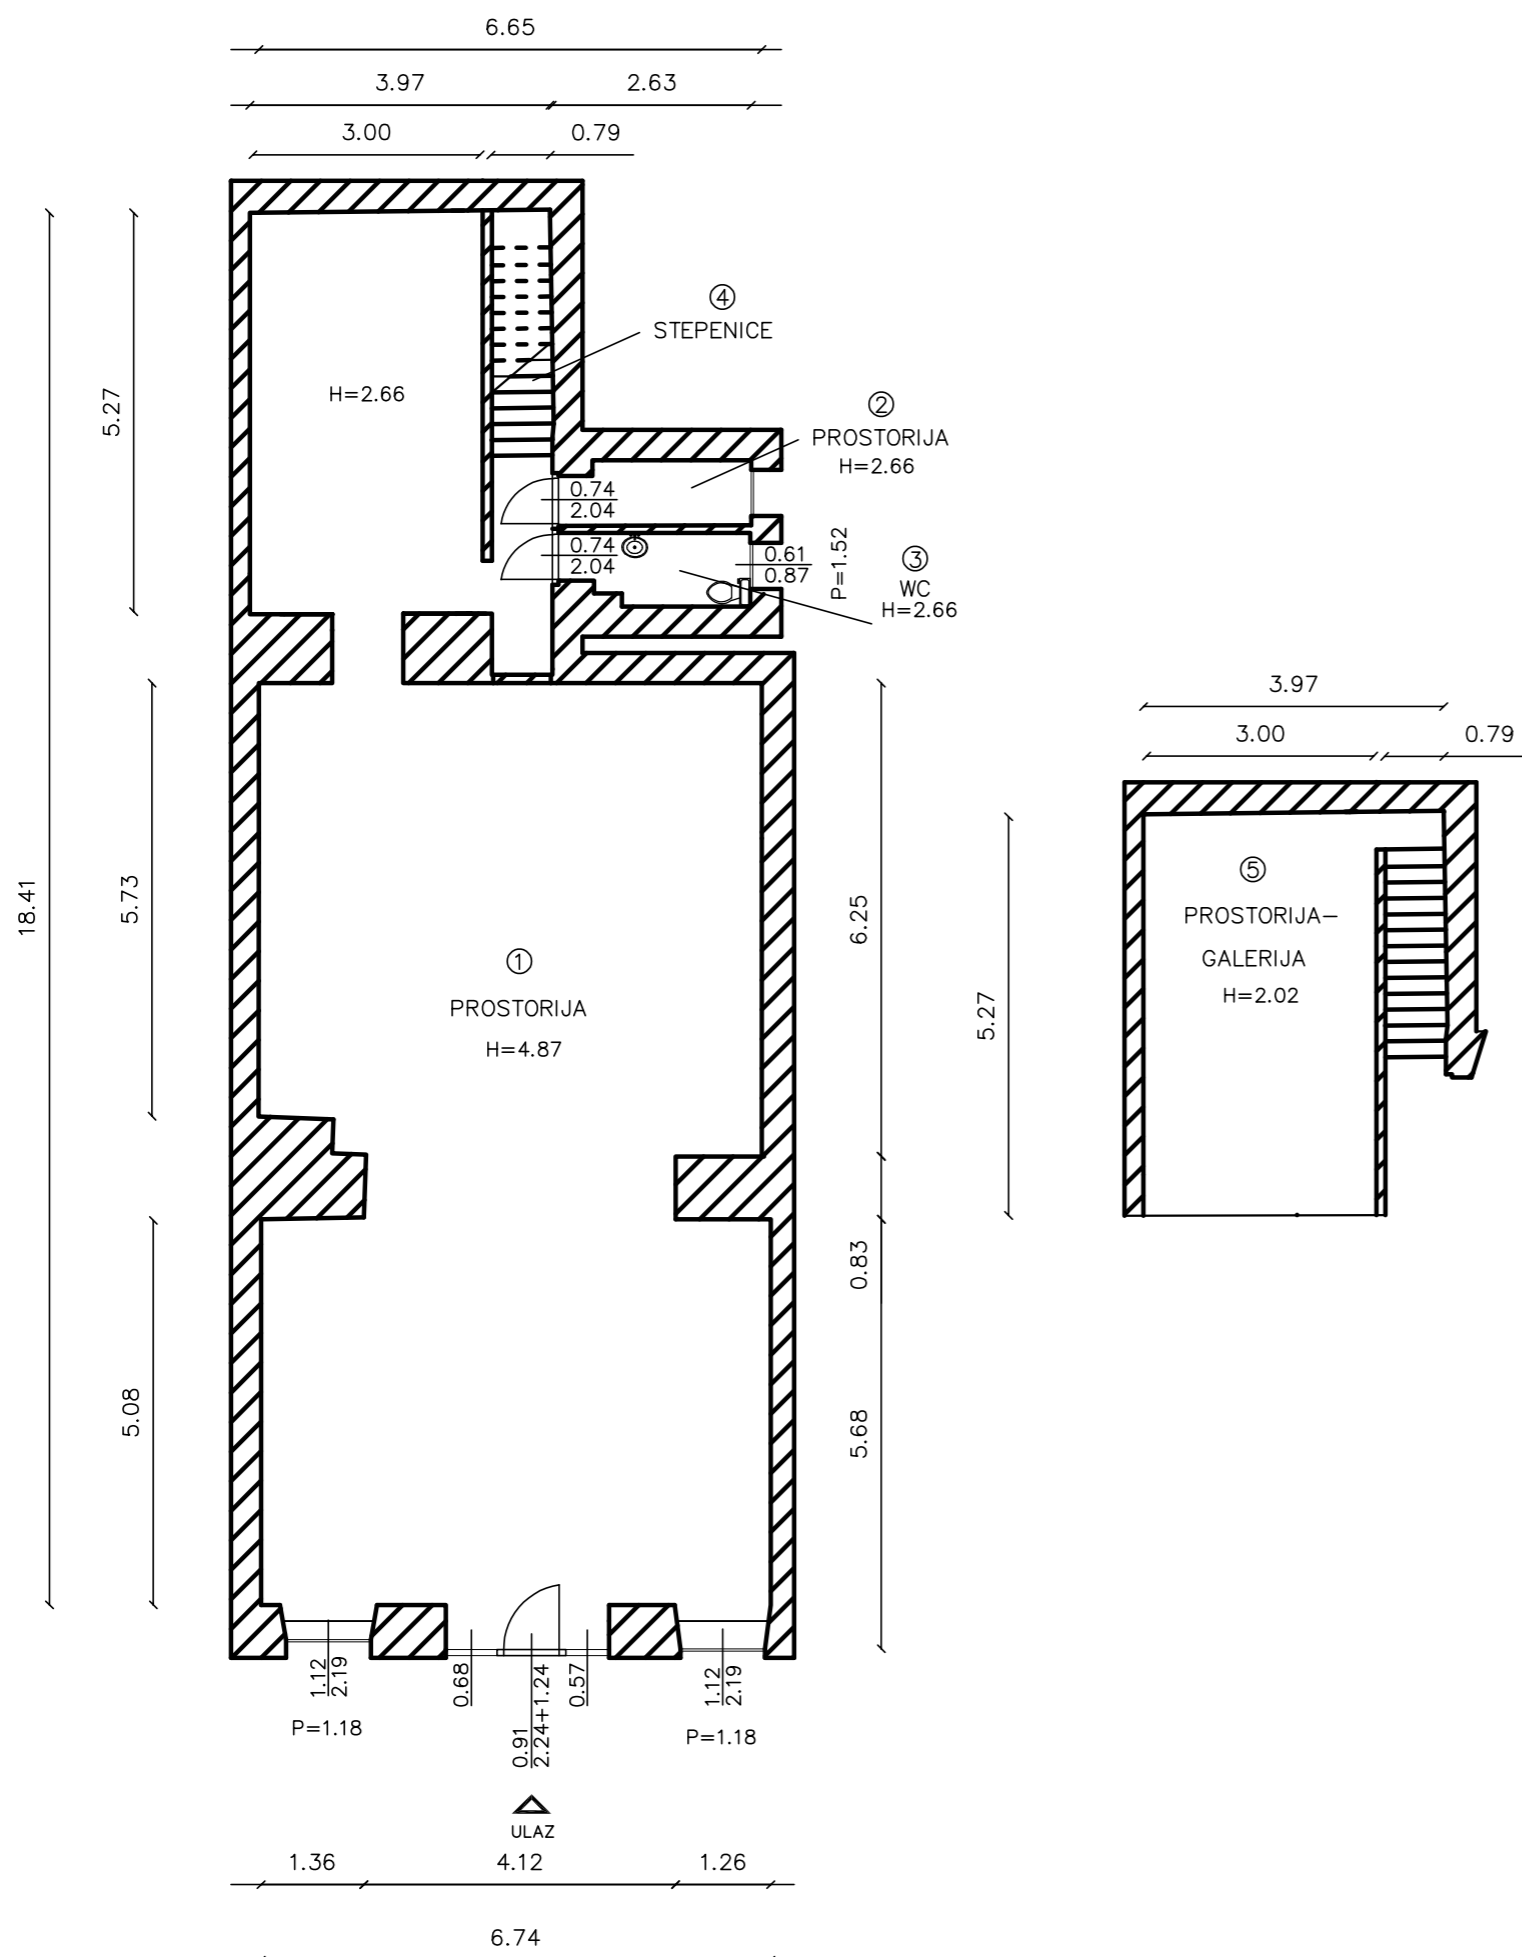 6.65
3.97
2.63
3.00
0.79
④
STEPENICE
5.27
H=2.66
②
PROSTORIJA
H=2.66
0.74
2.04
0.74
2.04
0.61
0.87
P=1.52
③
WC
H=2.66
18.41
5.73
6.25
①
PROSTORIJA
H=4.87
3.97
3.00
0.79
⑤
PROSTORIJA–
GALERIJA
H=2.02
5.27
0.83
5.08
5.68
1.12
2.19
P=1.18
0.68
0.91
2.24+1.24
0.57
1.12
2.19
P=1.18
ULAZ
1.36
4.12
1.26
6.74